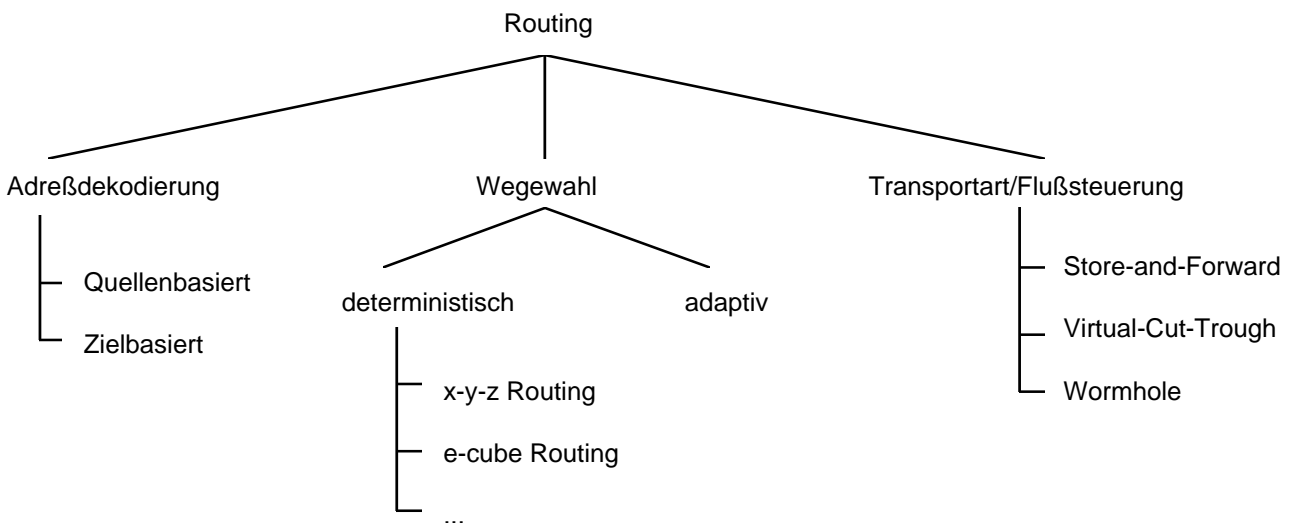 Routing
Adreßdekodierung
Wegewahl
Transportart/Flußsteuerung
Quellenbasiert
Zielbasiert
deterministisch
adaptiv
x-y-z Routing
e-cube Routing
...
Store-and-Forward
Virtual-Cut-Trough
Wormhole